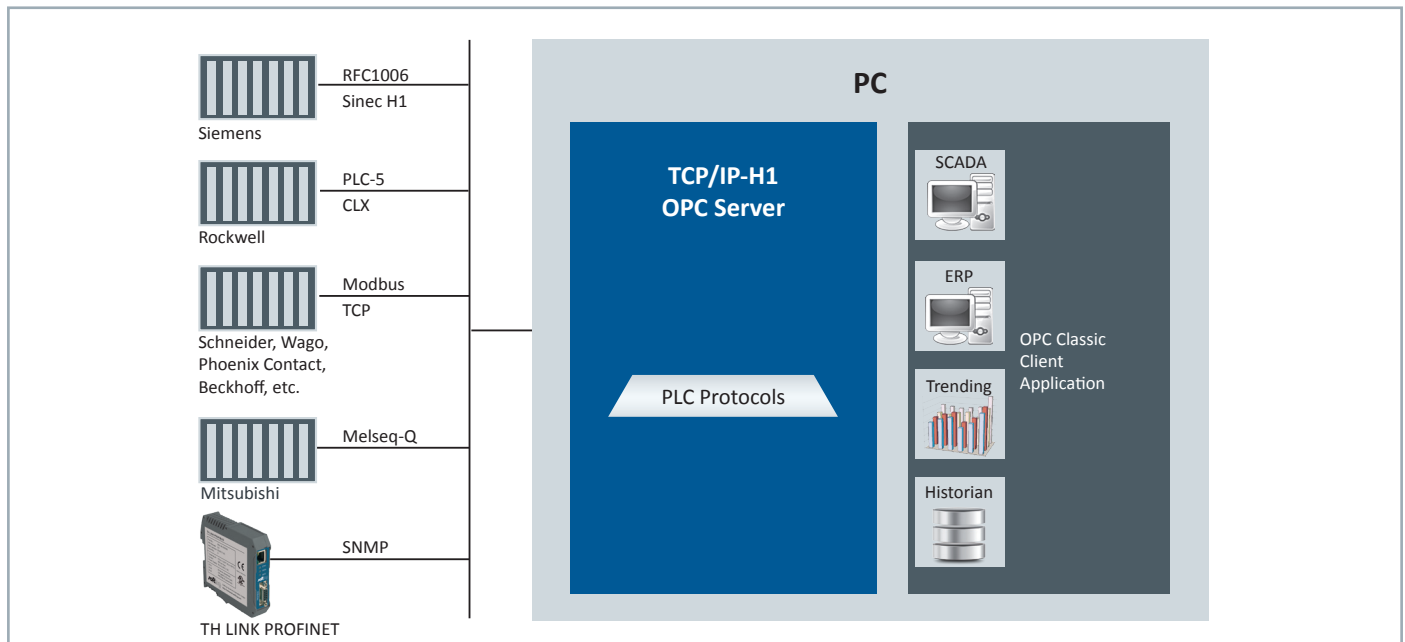 RFC1006
Sinec H1
Siemens
PLC-5
CLX
Rockwell
Modbus
TCP
Schneider, Wago,
Phoenix Contact,
Beckhoff, etc.
Melseq-Q
Mitsubishi
SNMP
TH LINK PROFINET
PC
TCP/IP-H1
OPC Server
PLC Protocols
SCADA
ERP
Trending
Historian
OPC Classic
Client
Application